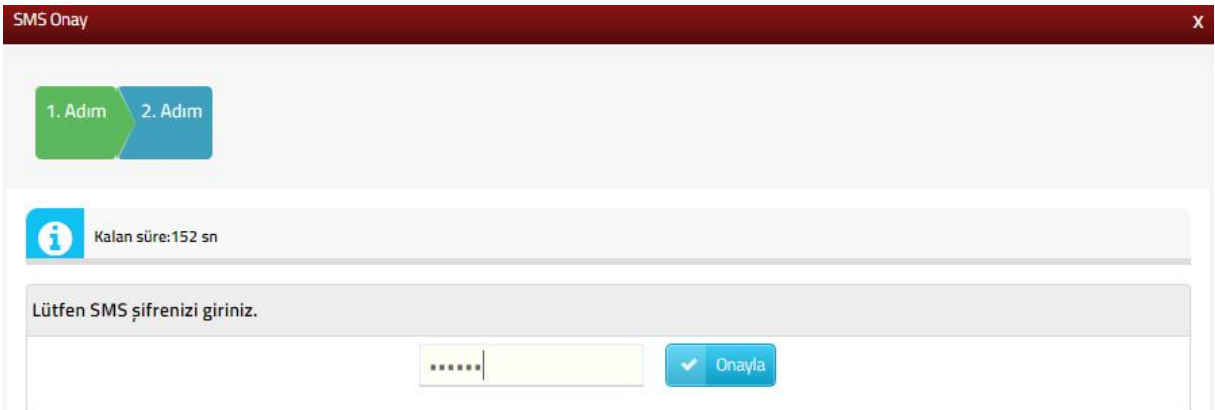 SMS Onay X
1. Adım 2. Adım
Kalan süre:152 sn
Lütfen SMS şifrenizi giriniz.
Onayla